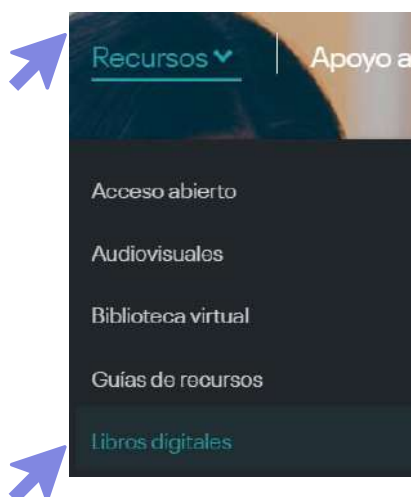 Recursos Apoyo a
Acceso abierto
Audiovisuales
Biblioteca virtual
Guías de recursos
Libros digitales